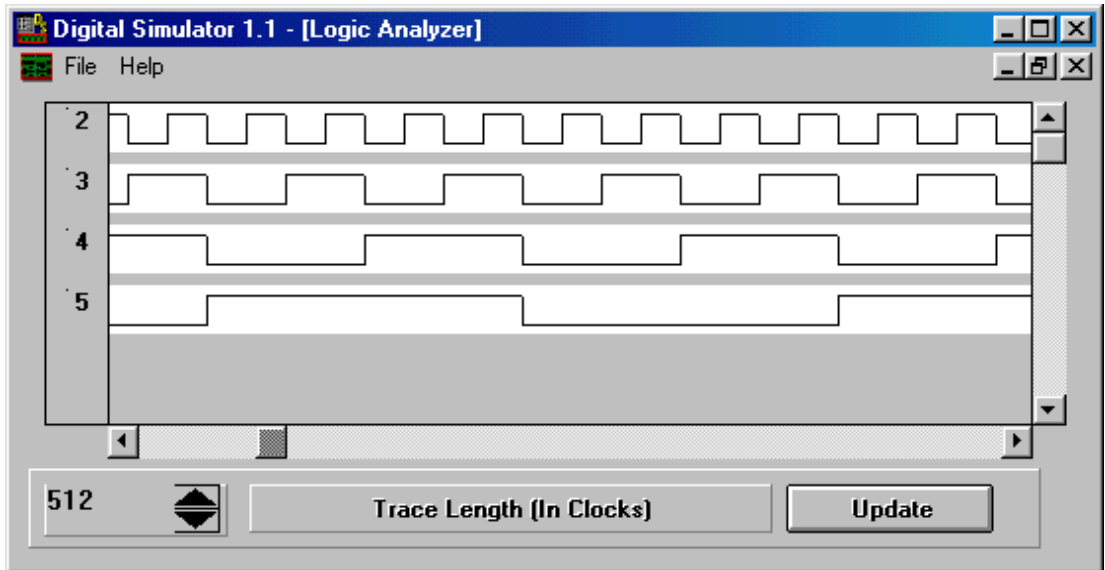 Digital Simulator 1.1 - [Logic Analyzer]
File Help
2
3
4
5
512
Trace Length (In Clocks)
Update